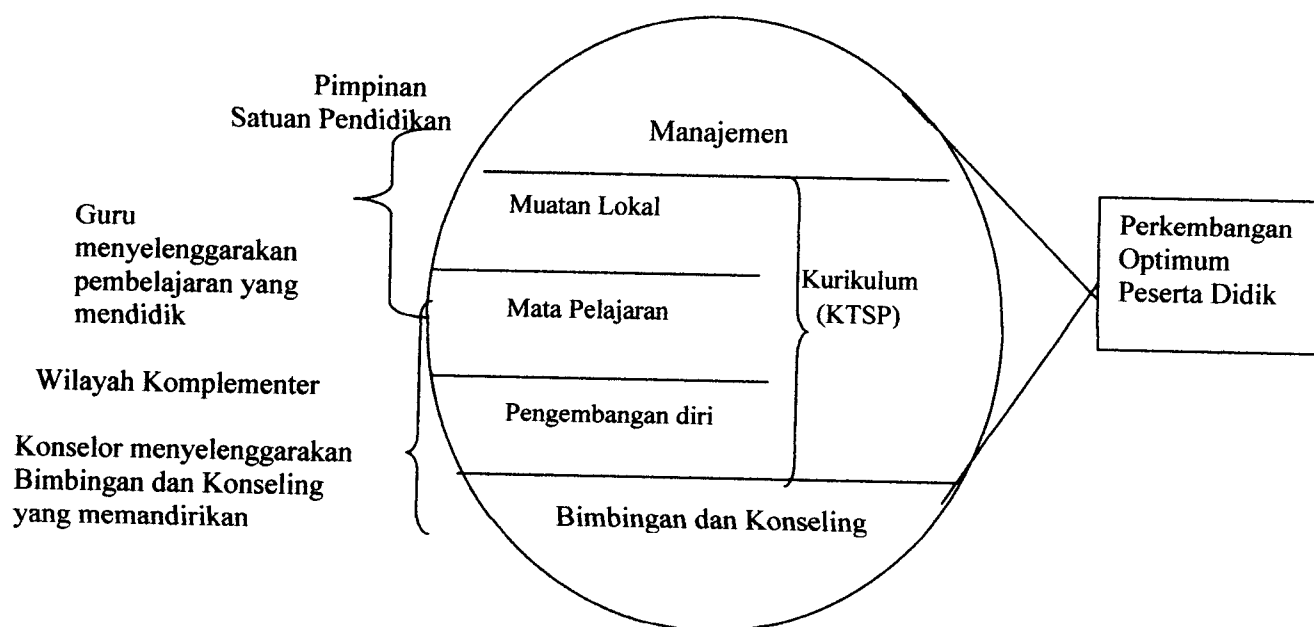 Pimpinan
Satuan Pendidikan
Manajemen
Muatan Lokal
Guru
menyelenggarakan
pembelajaran yang
mendidik
Mata Pelajaran
Kurikulum
(KTSP)
Perkembangan
Optimum
Peserta Didik
Wilayah Komplementer
Pengembangan diri
Konselor menyelenggarakan
Bimbingan dan Konseling
yang memandirikan
Bimbingan dan Konseling